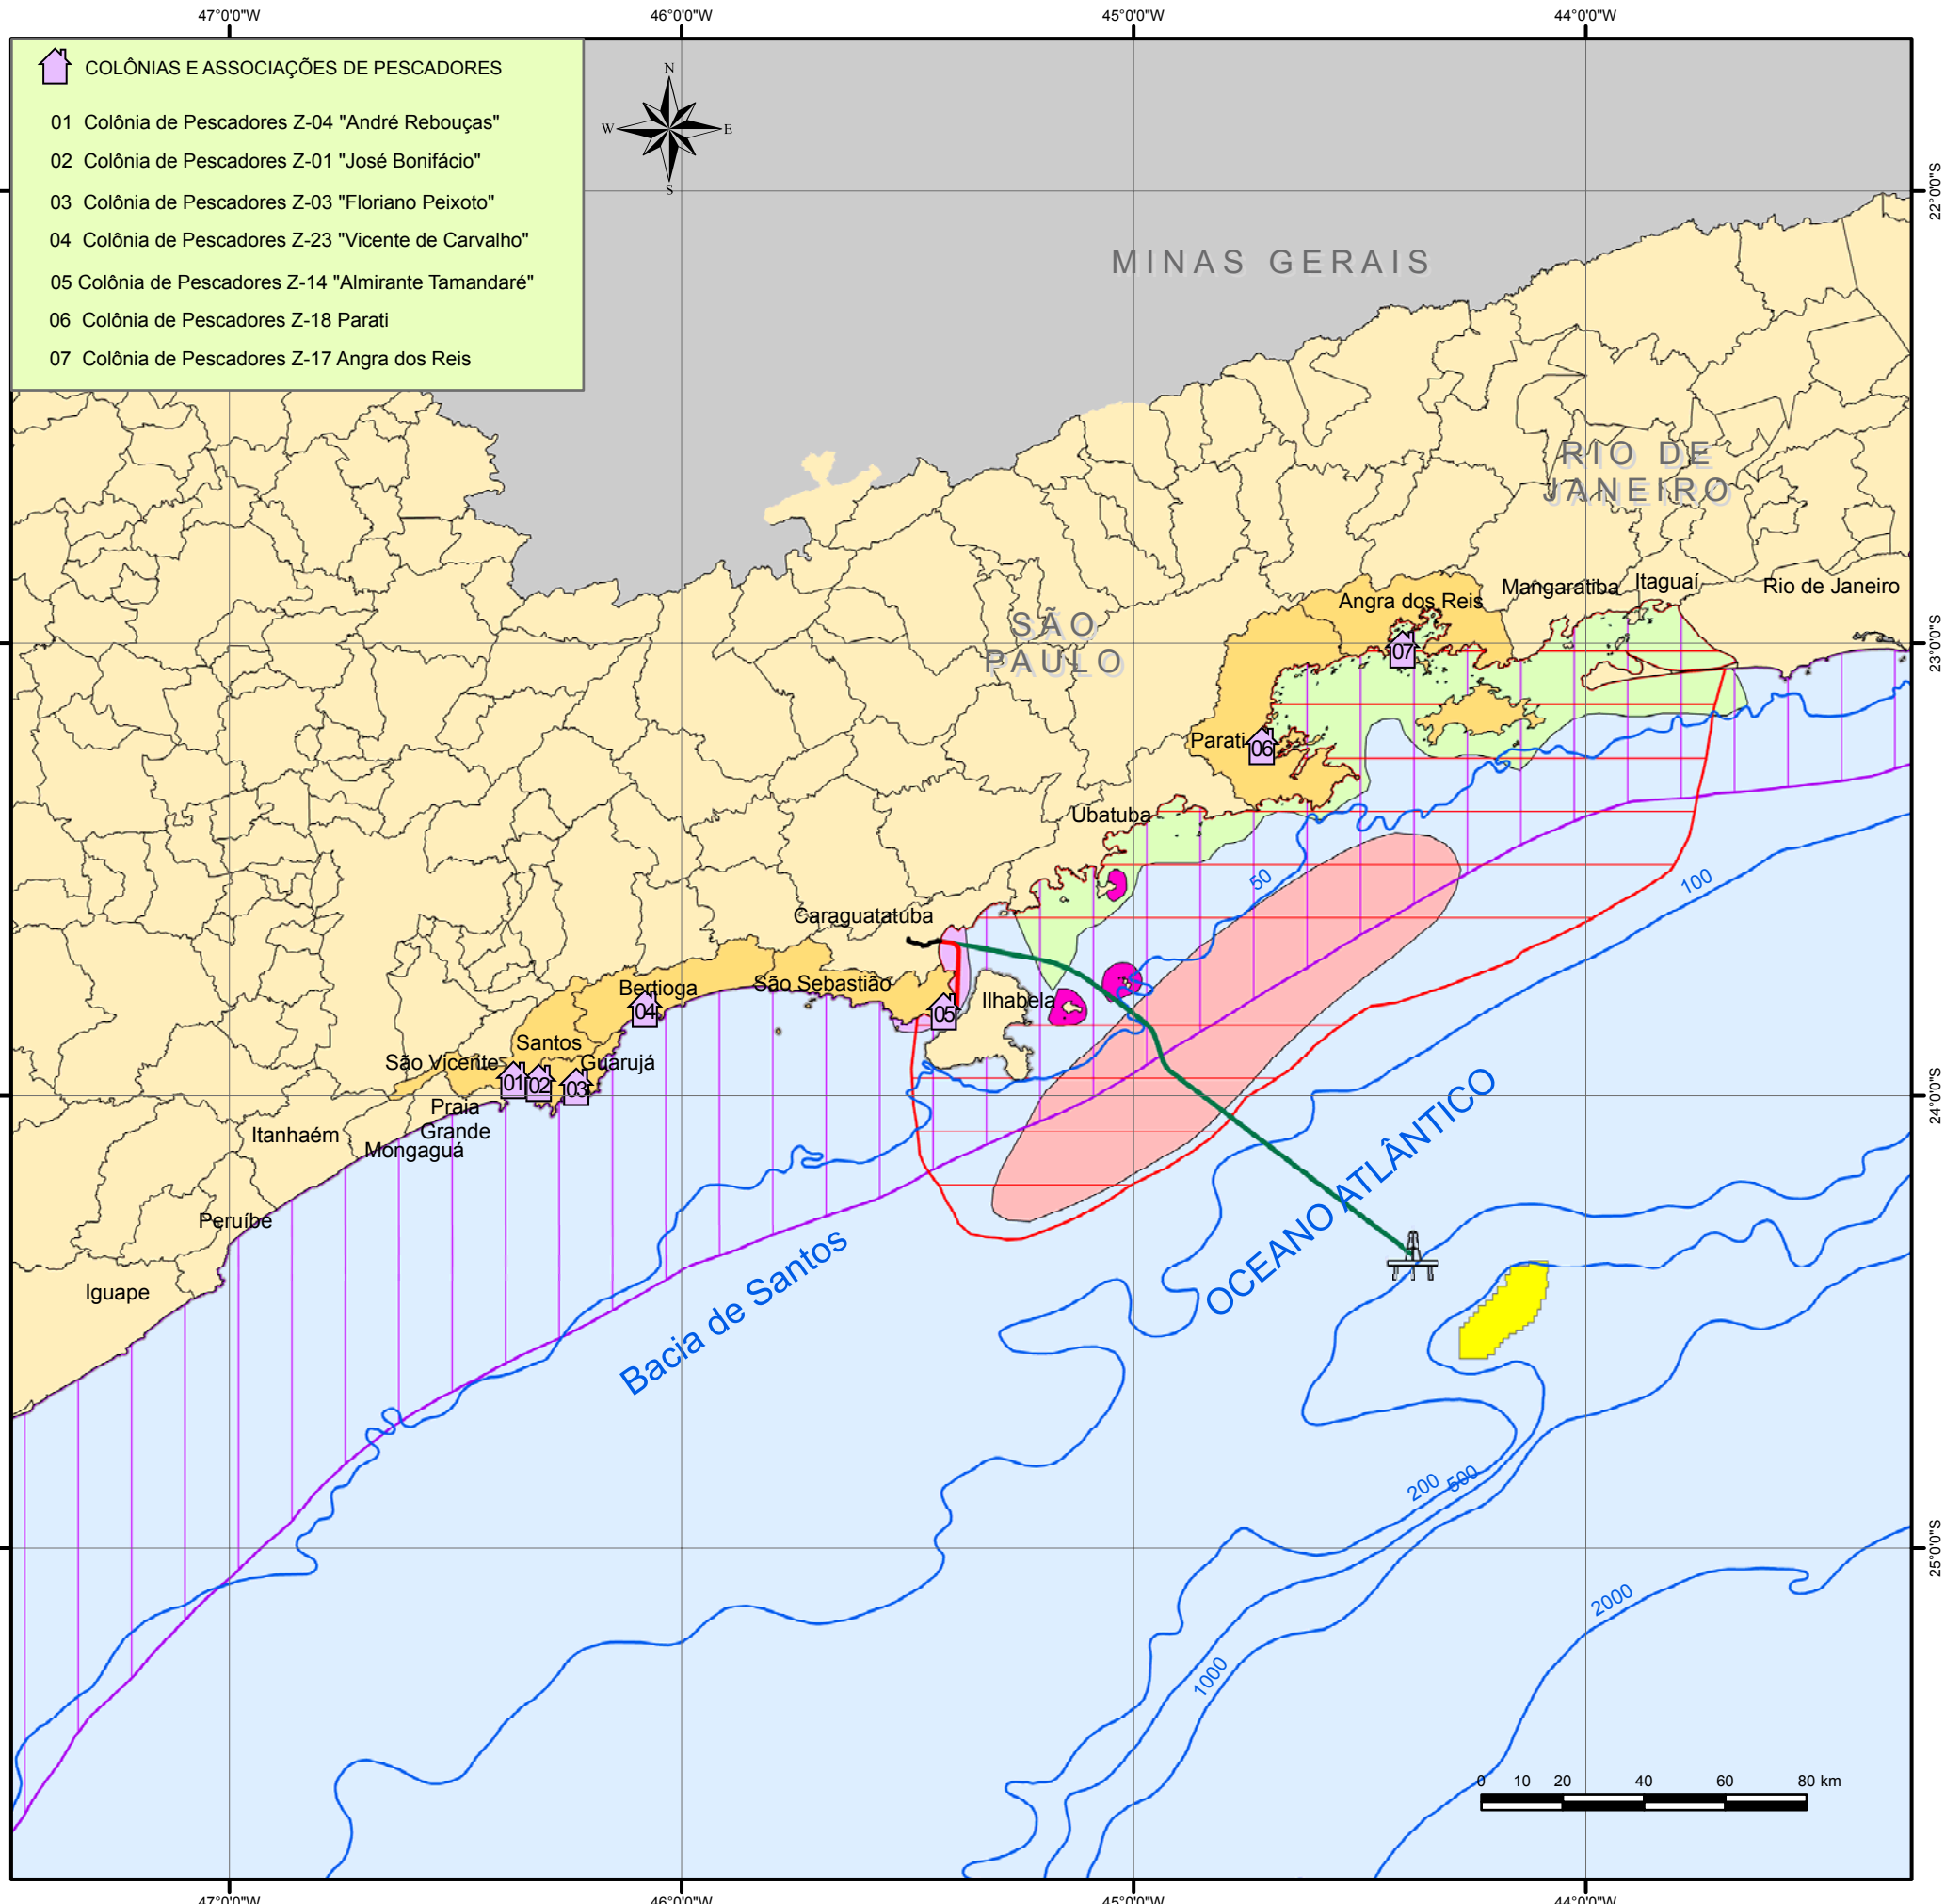 47°0'0"W
46°0'0"W
45°0'0"W
44°0'0"W
COLÔNIAS E ASSOCIAÇÕES DE PESCADORES
01 Colônia de Pescadores Z-04 "André Rebouças"
02 Colônia de Pescadores Z-01 "José Bonifácio"
03 Colônia de Pescadores Z-03 "Floriano Peixoto"
04 Colônia de Pescadores Z-23 "Vicente de Carvalho"
05 Colônia de Pescadores Z-14 "Almirante Tamandaré"
06 Colônia de Pescadores Z-18 Parati
07 Colônia de Pescadores Z-17 Angra dos Reis
N
W
E
S
22°0'0"S
MINAS GERAIS
RIO DE
JANEIRO
SÃO
PAULO
Angra dos Reis
Mangaratiba
Itaguaí
Rio de Janeiro
07
23°0'0"S
Parati
06
Ubatuba
50
100
Caraguatatuba
São Sebastião
Ilhabela
05
Bertioga
04
Santos
São Vicente
Guarujá
01
02
03
Praia
Grande
Itanhaém
Mongaguá
24°0'0"S
Peruíbe
Iguape
Bacia de Santos
OCEANO ATLÂNTICO
200
500
25°0'0"S
2000
1000
0
10
20
40
60
80 km
47°0'0"W
46°0'0"W
45°0'0"W
44°0'0"W